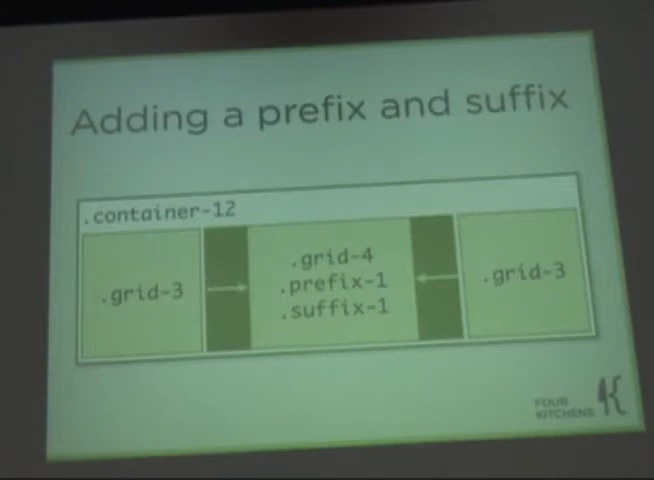 Adding a prefix and suffix
.container-12
.grid-3
.grid-4
.prefix-1
.suffix-1
.grid-3
FOUR
KITCHENS